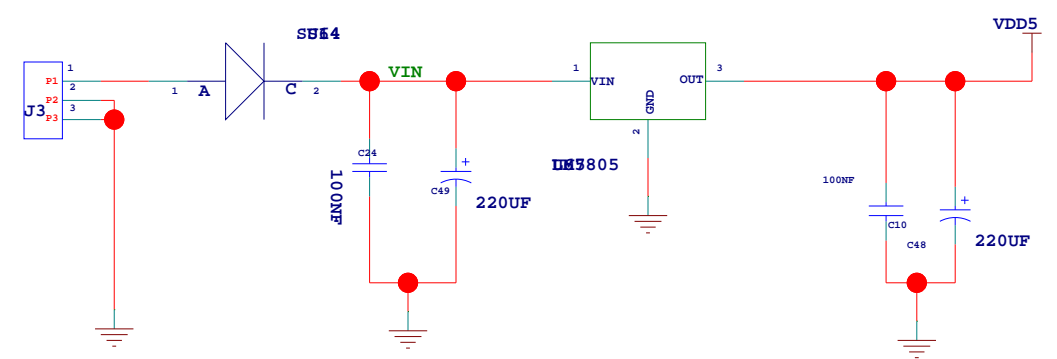 VDD5
VIN
1
1
A
C
2
P1
2
P2
3
P3
J3
1
VIN
OUT
3
GND
2
C24
100NF
+
C49
220UF
100NF
C10
+
C48
220UF